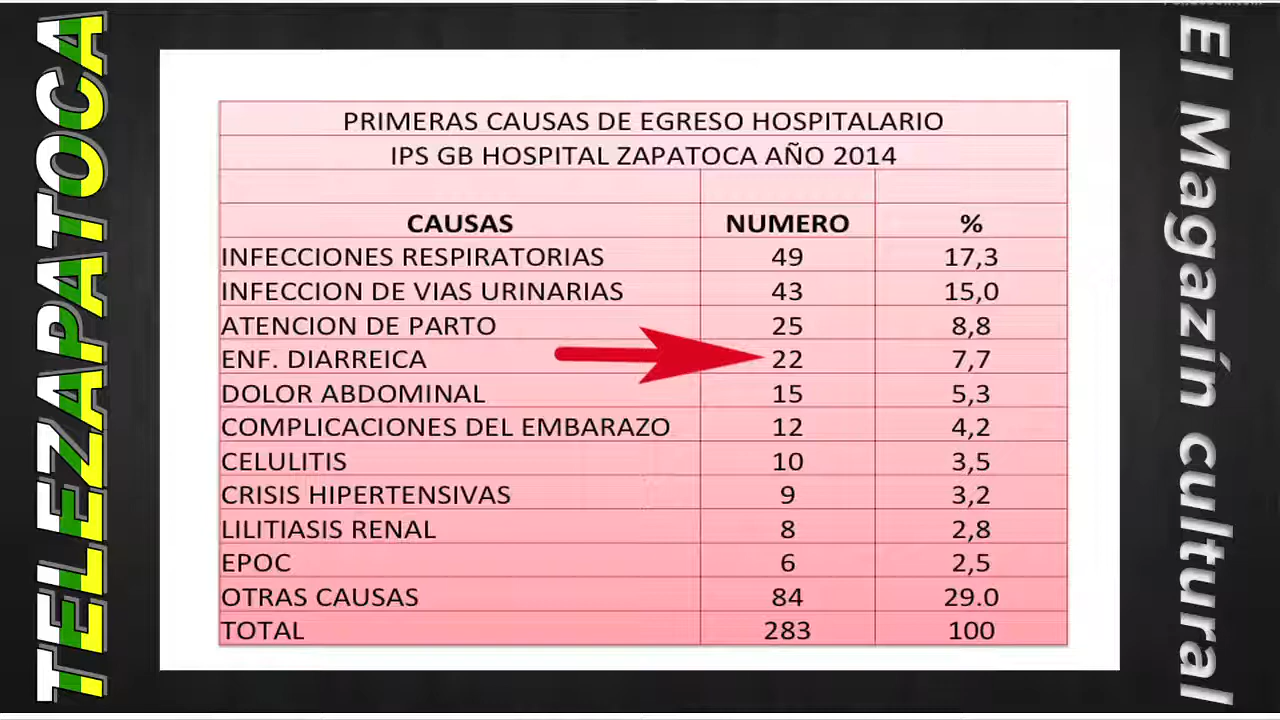 TELEZAPATOCA
PRIMERAS CAUSAS DE EGRESO HOSPITALARIO
IPS GB HOSPITAL ZAPATOCA AÑO 2014
CAUSAS NUMERO %
INFECCIONES RESPIRATORIAS 49 17,3
INFECCION DE VIAS URINARIAS 43 15,0
ATENCION DE PARTO 25 8,8
ENF. DIARREICA 22 7,7
DOLOR ABDOMINAL 15 5,3
COMPLICACIONES DEL EMBARAZO 12 4,2
CELULITIS 10 3,5
CRISIS HIPERTENSIVAS 9 3,2
LILITIASIS RENAL 8 2,8
EPOC 6 2,5
OTRAS CAUSAS 84 29.0
TOTAL 283 100
El Magazín cultural